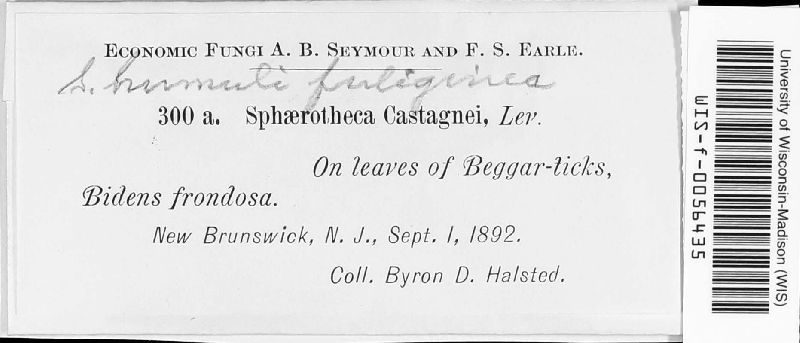 Economic Fungi A. B. Seymour and F. S. Earle.
S. humuli fuliginea
300 a. Sphærotheca Castagnei, Lev.
On leaves of Beggar-ticks,
Bidens frondosa.
New Brunswick, N. J., Sept. 1, 1892.
Coll. Byron D. Halsted.
University of Wisconsin-Madison (WIS)
WIS-f-0056435